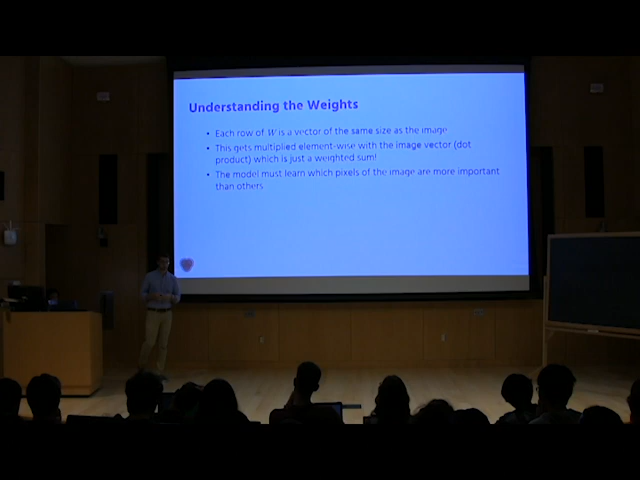 Understanding the Weights
• Each row of W is a vector of the same size as the image
• This gets multiplied element-wise with the image vector (dot
product) which is just a weighted sum!
• The model must learn which pixels of the image are more important
than others